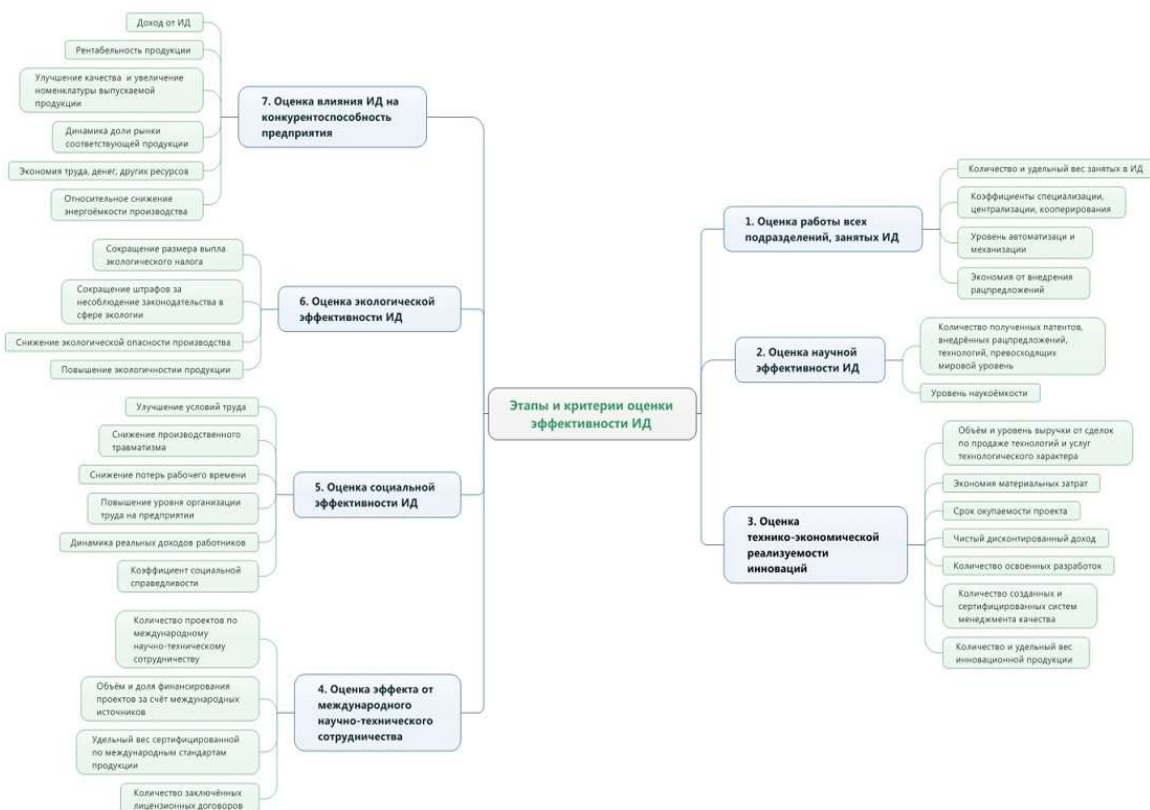 Этапы и критерии оценки
эффективности ИД
1. Оценка работы всех
подразделений, занятых ИД
Количество и удельный вес занятых в ИД
Коэффициенты специализации,
централизации, кооперирования
Уровень автоматизаци и
механизации
Экономия от внедрения
рацпредложений
2. Оценка научной
эффективности ИД
Количество полученных патентов,
внедрённых рацпредложений,
технологий, превосходящих
мировой уровень
Уровень наукоёмкости
3. Оценка
технико-экономической
реализуемости
инноваций
Объём и уровень выручки от сделок
по продаже технологий и услуг
технологического характера
Экономия материальных затрат
Срок окупаемости проекта
Чистый дисконтированный доход
Количество освоенных разработок
Количество созданных и
сертифицированных систем
менеджмента качества
Количество и удельный вес
инновационной продукции
4. Оценка эффекта от
международного
научно-технического
сотрудничества
Количество проектов по
международному
научно-техническому
сотрудничеству
Объём и доля финансирования
проектов за счёт международных
источников
Удельный вес сертифицированной
по международным стандартам
продукции
Количество заключённых
лицензионных договоров
5. Оценка социальной
эффективности ИД
Улучшение условий труда
Снижение производственного
травматизма
Снижение потерь рабочего времени
Повышение уровня организации
труда на предприятии
Динамика реальных доходов работников
Коэффициент социальной
справедливости
6. Оценка экологической
эффективности ИД
Сокращение размера выпла
экологического налога
Сокращение штрафов за
несоблюдение законодательства в
сфере экологии
Снижение экологической опасности производства
Повышение экологичностии продукции
7. Оценка влияния ИД на
конкурентоспособность
предприятия
Доход от ИД
Рентабельность продукции
Улучшение качества и увеличение
номенклатуры выпускаемой
продукции
Динамика доли рынки
соответствующей продукции
Экономия труда, денег, других ресурсов
Относительное снижение
энергоёмкости производства